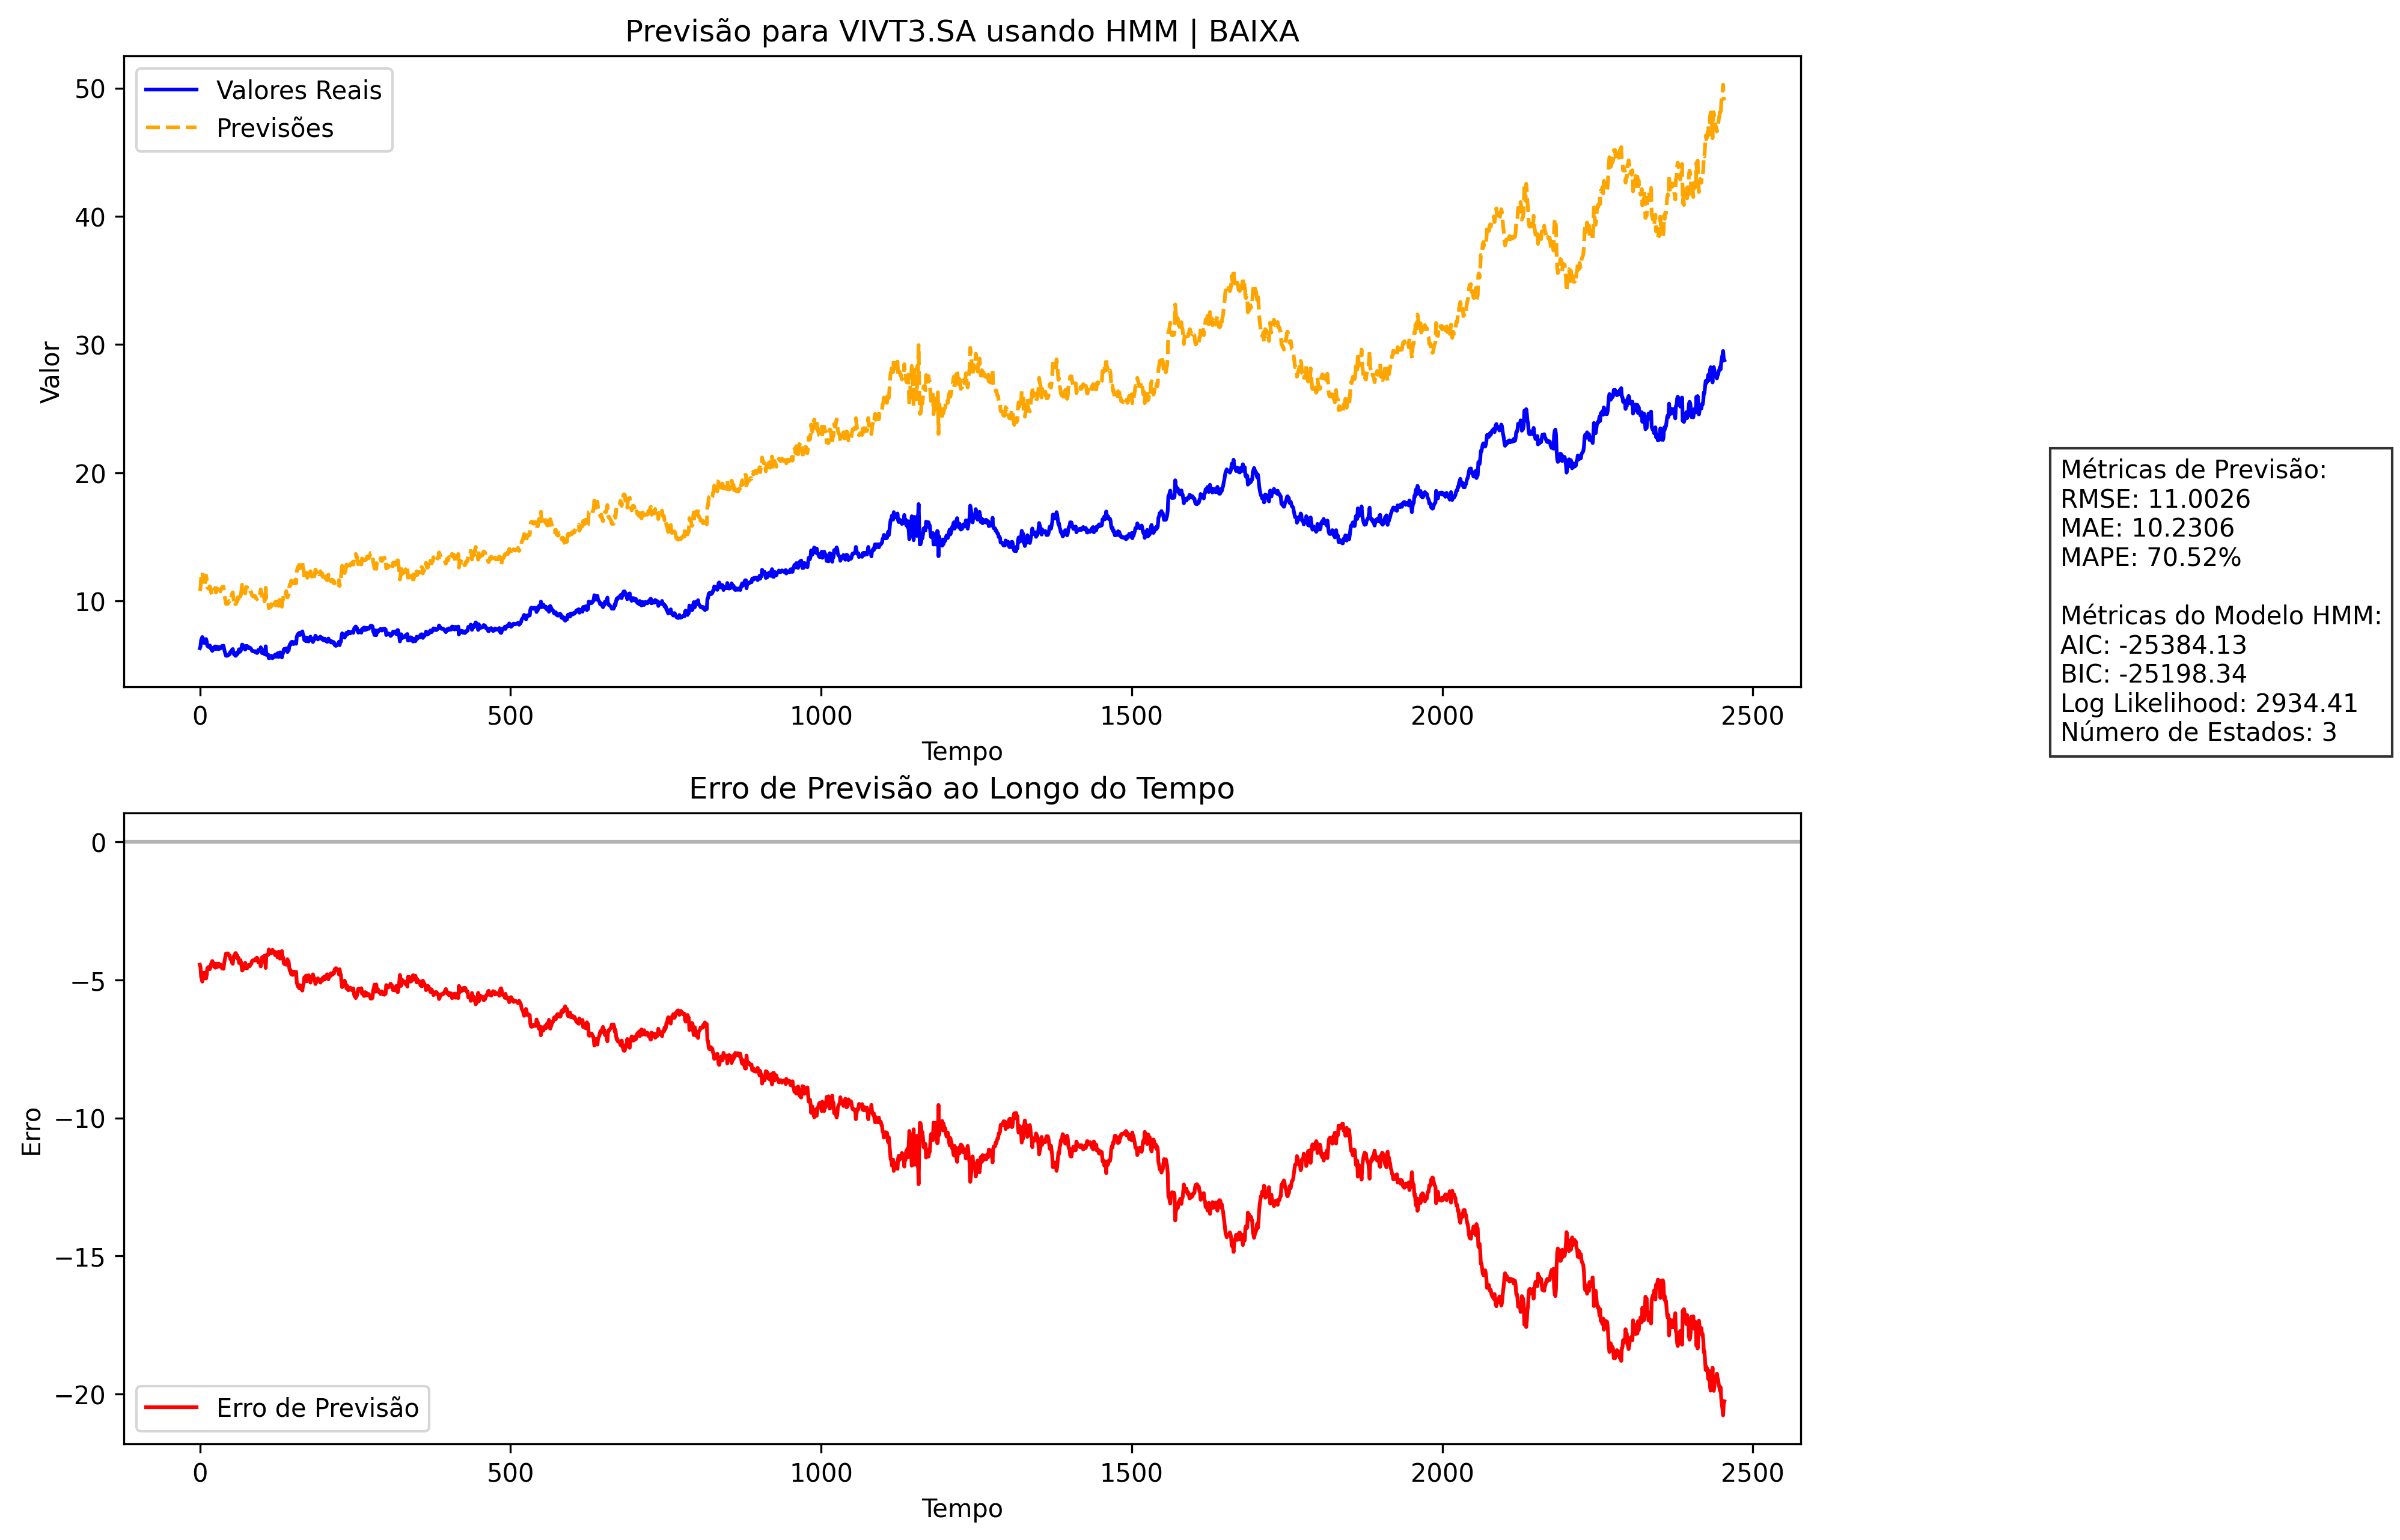 Previsão para VIVT3.SA usando HMM | BAIXA
Valores Reais
Previsões
50
40
30
20
10
Valor
0
500
1000
1500
2000
2500
Tempo
Métricas de Previsão:
RMSE: 11.0026
MAE: 10.2306
MAPE: 70.52%
Métricas do Modelo HMM:
AIC: -25384.13
BIC: -25198.34
Log Likelihood: 2934.41
Número de Estados: 3
Erro de Previsão ao Longo do Tempo
0
−5
−10
−15
−20
Erro
Erro de Previsão
0
500
1000
1500
2000
2500
Tempo